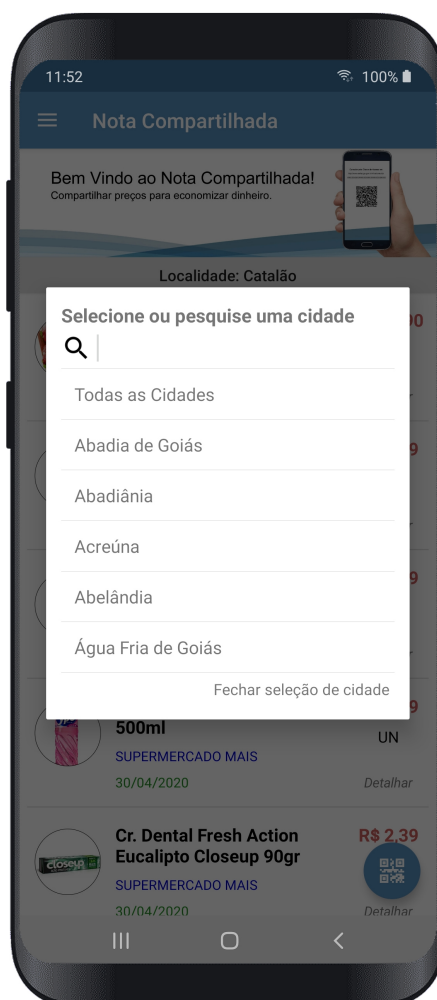 11:52
100%
Nota Compartilhada
Bem Vindo ao Nota Compartilhada!
Compartilhar preços para economizar dinheiro.
Localidade: Catalão
Selecione ou pesquise uma cidade
Todas as Cidades
Abadia de Goiás
Abadiânia
Acreúna
Abelândia
Água Fria de Goiás
Fechar seleção de cidade
500ml
UN
SUPERMERCADO MAIS
30/04/2020
Detalhar
Cr. Dental Fresh Action
R$ 2,39
Eucalipto Closeup 90gr
closeup
SUPERMERCADO MAIS
30/04/2020
Detalhar